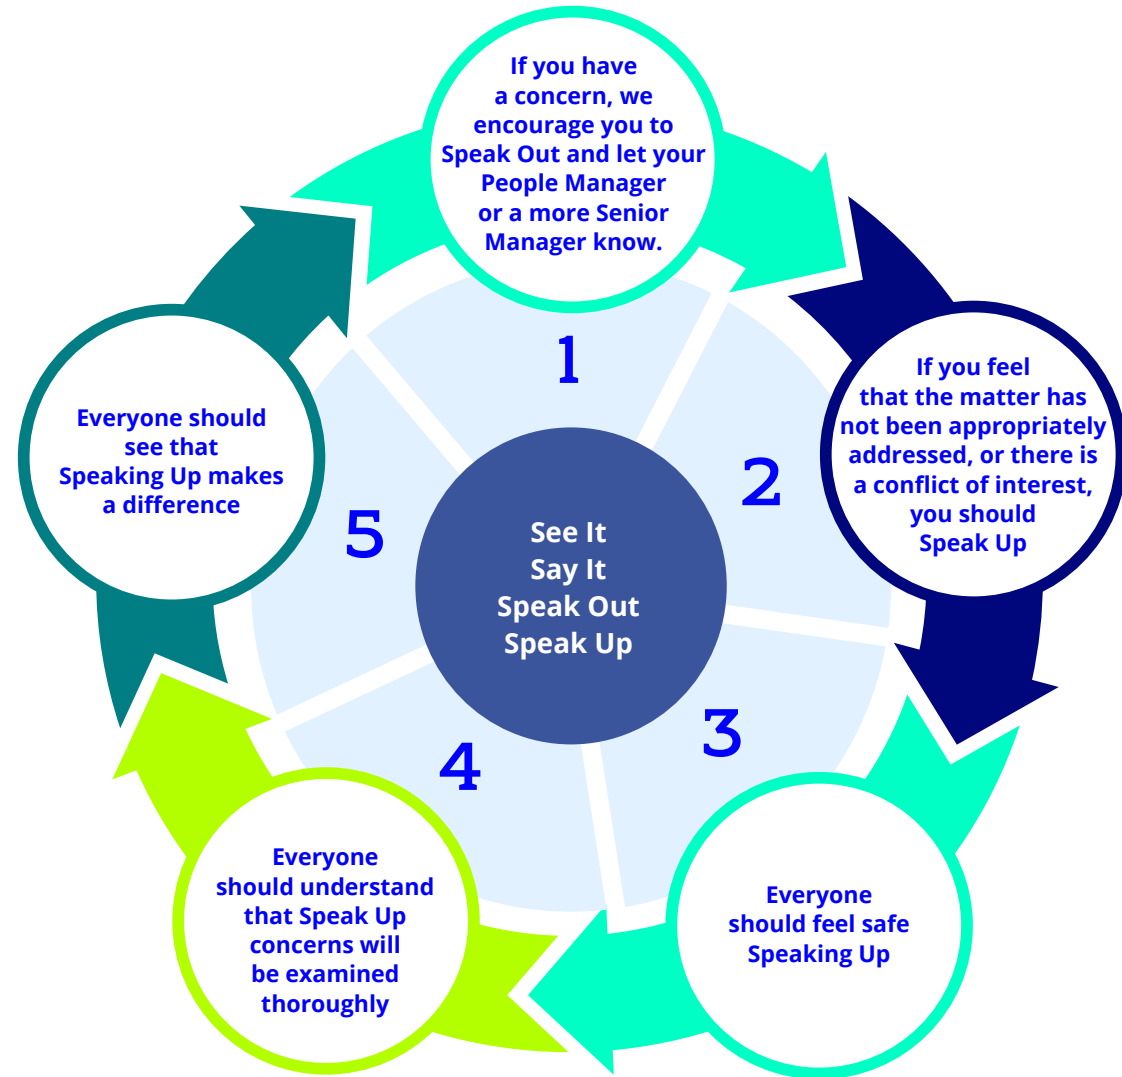 If you have
a concern, we
encourage you to
Speak Out and let your
People Manager
or a more Senior
Manager know.
1
If you feel
that the matter has
not been appropriately
addressed, or there is
a conflict of interest,
you should
Speak Up
2
Everyone
should feel safe
Speaking Up
3
Everyone
should understand
that Speak Up
concerns will
be examined
thoroughly
4
Everyone should
see that
Speaking Up makes
a difference
5
See It
Say It
Speak Out
Speak Up